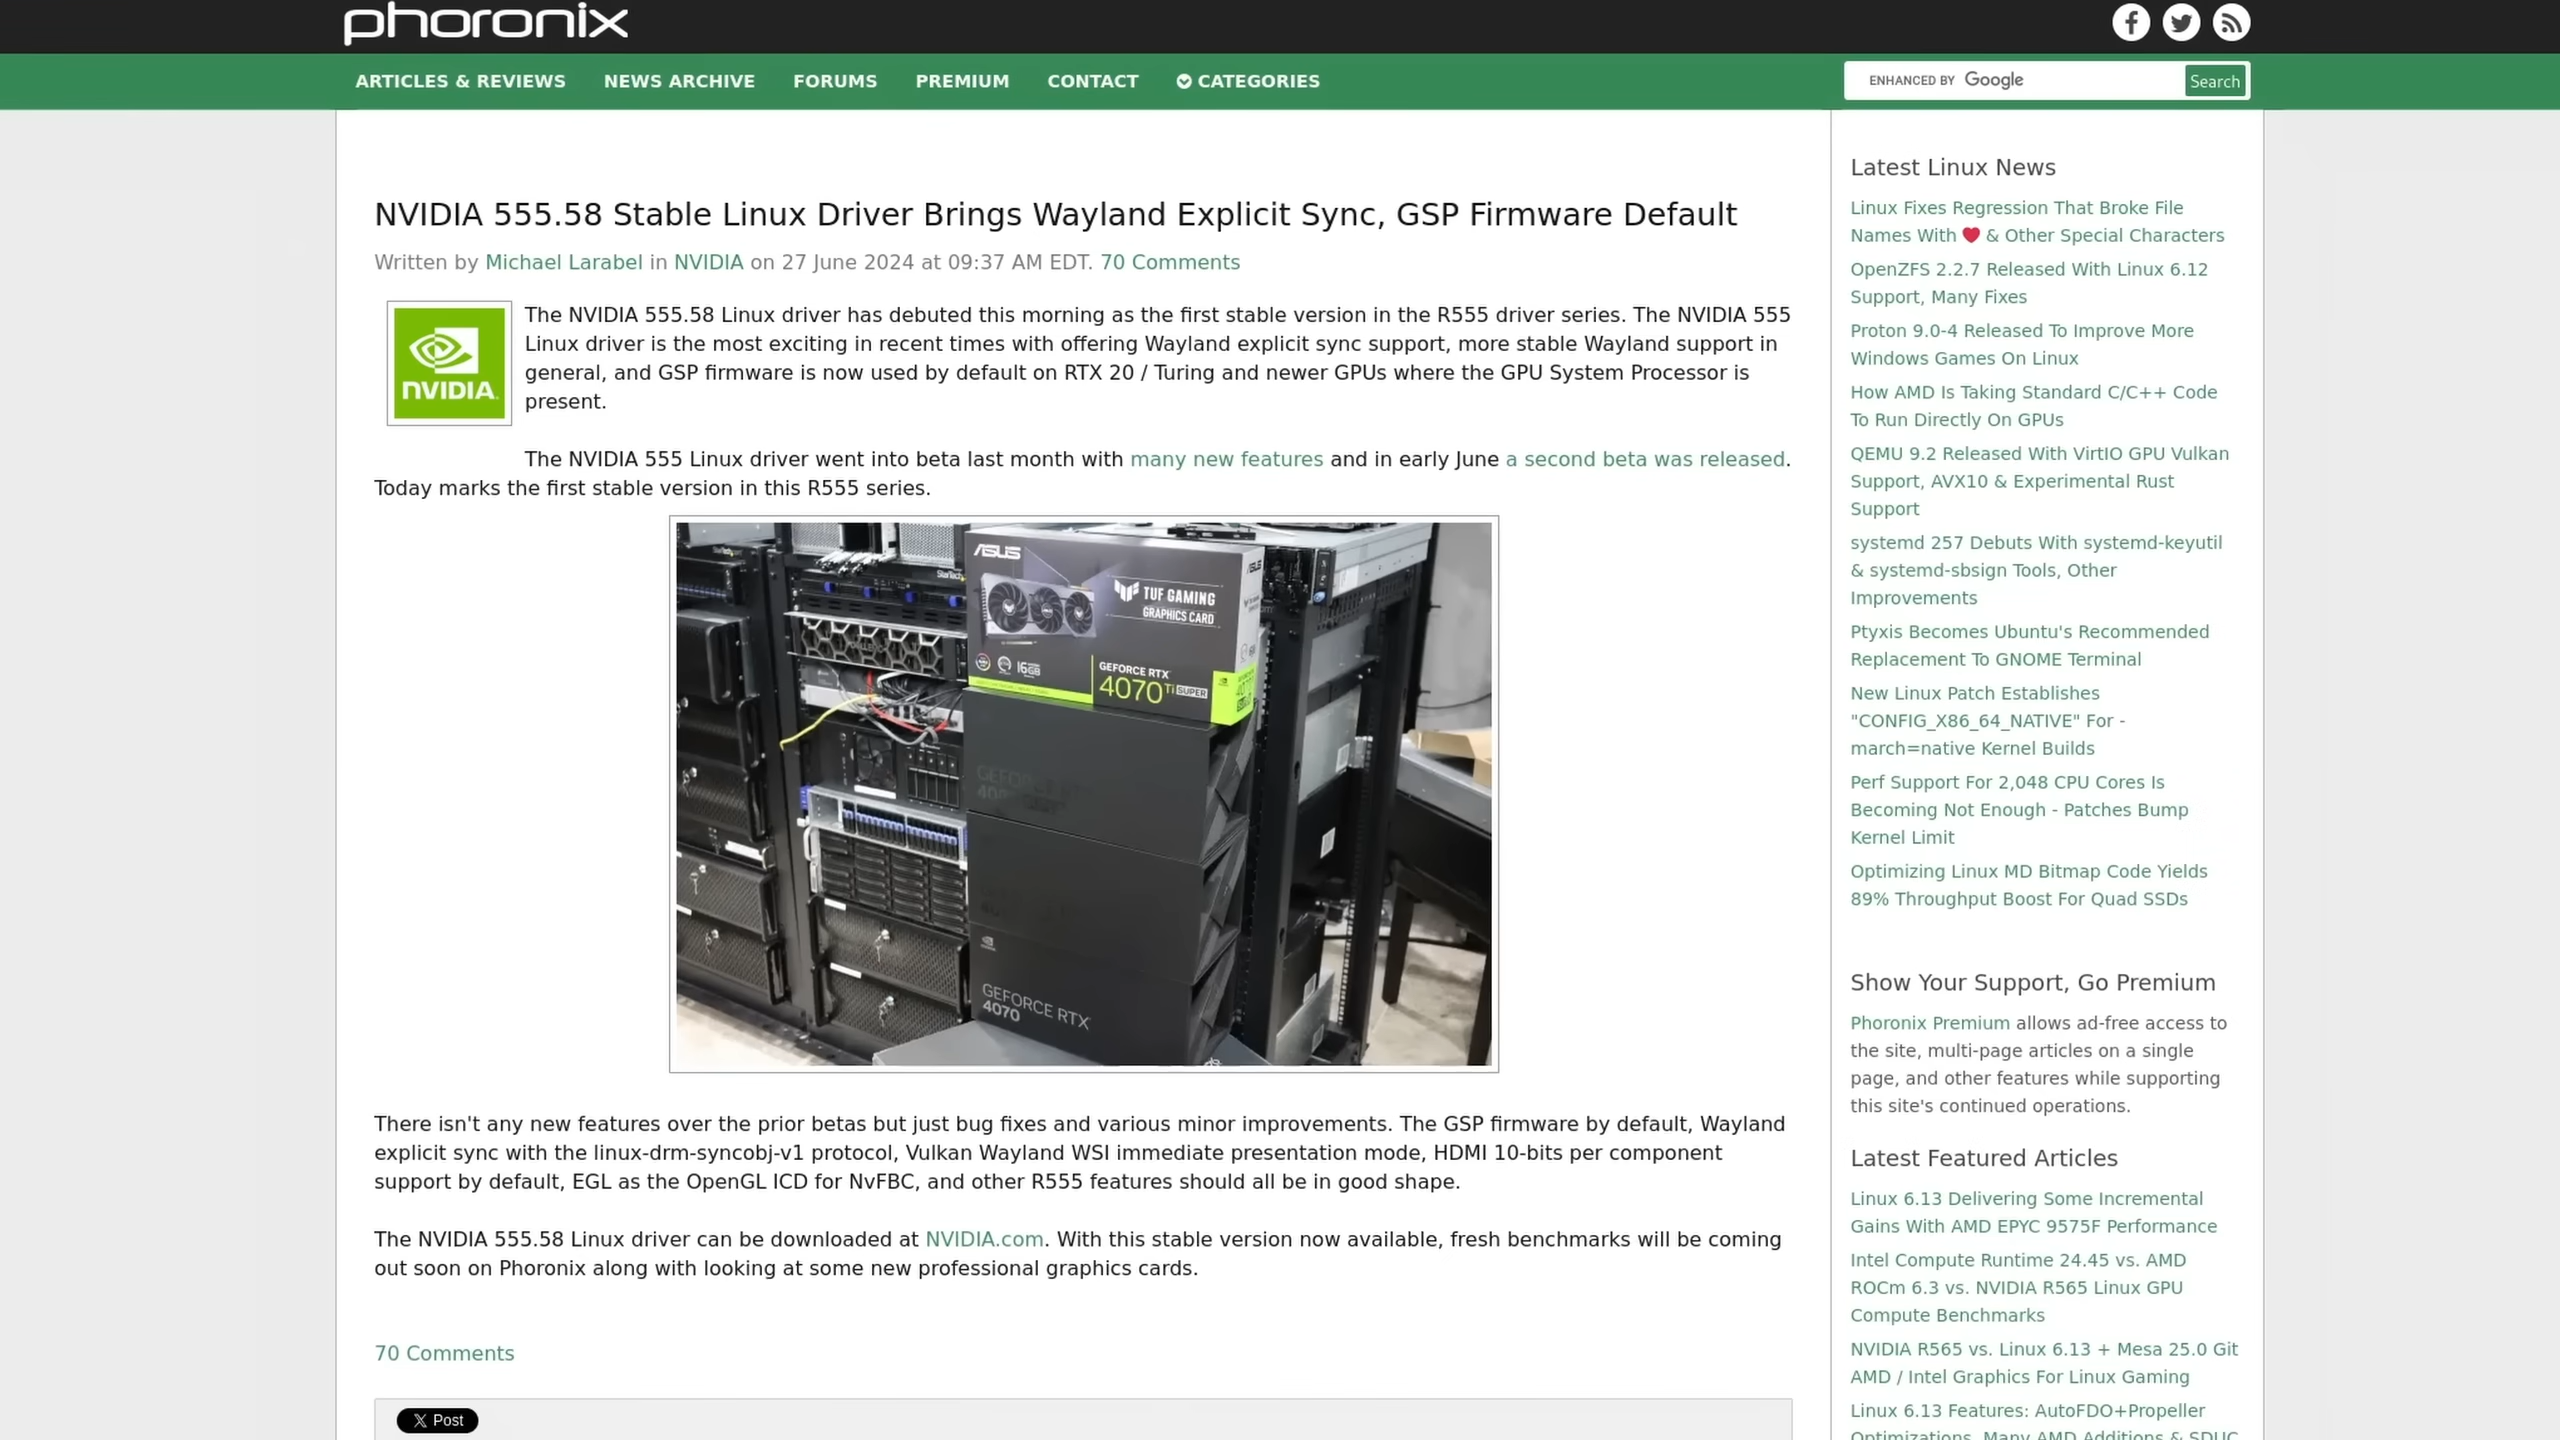 phoronix
ARTICLES & REVIEWS
NEWS ARCHIVE
FORUMS
PREMIUM
CONTACT
CATEGORIES
ENHANCED BY Google
Search
NVIDIA 555.58 Stable Linux Driver Brings Wayland Explicit Sync, GSP Firmware Default
Written by Michael Larabel in NVIDIA on 27 June 2024 at 09:37 AM EDT. 70 Comments
NVIDIA
The NVIDIA 555.58 Linux driver has debuted this morning as the first stable version in the R555 driver series. The NVIDIA 555
Linux driver is the most exciting in recent times with offering Wayland explicit sync support, more stable Wayland support in
general, and GSP firmware is now used by default on RTX 20 / Turing and newer GPUs where the GPU System Processor is
present.
The NVIDIA 555 Linux driver went into beta last month with many new features and in early June a second beta was released.
Today marks the first stable version in this R555 series.
ASUS
TUF GAMING
GRAPHICS CARD
16GB
GEFORCE RTX
4070 Ti SUPER
StarTech
GEFORCE RTX
4070
There isn't any new features over the prior betas but just bug fixes and various minor improvements. The GSP firmware by default, Wayland
explicit sync with the linux-drm-syncobj-v1 protocol, Vulkan Wayland WSI immediate presentation mode, HDMI 10-bits per component
support by default, EGL as the OpenGL ICD for NvFBC, and other R555 features should all be in good shape.
The NVIDIA 555.58 Linux driver can be downloaded at NVIDIA.com. With this stable version now available, fresh benchmarks will be coming
out soon on Phoronix along with looking at some new professional graphics cards.
70 Comments
X Post
Latest Linux News
Linux Fixes Regression That Broke File
Names With ❤️ & Other Special Characters
OpenZFS 2.2.7 Released With Linux 6.12
Support, Many Fixes
Proton 9.0-4 Released To Improve More
Windows Games On Linux
How AMD Is Taking Standard C/C++ Code
To Run Directly On GPUs
QEMU 9.2 Released With VirtIO GPU Vulkan
Support, AVX10 & Experimental Rust
Support
systemd 257 Debuts With systemd-keyutil
& systemd-sbsign Tools, Other
Improvements
Ptyxis Becomes Ubuntu's Recommended
Replacement To GNOME Terminal
New Linux Patch Establishes
"CONFIG_X86_64_NATIVE" For -
march=native Kernel Builds
Perf Support For 2,048 CPU Cores Is
Becoming Not Enough - Patches Bump
Kernel Limit
Optimizing Linux MD Bitmap Code Yields
89% Throughput Boost For Quad SSDs
Show Your Support, Go Premium
Phoronix Premium allows ad-free access to
the site, multi-page articles on a single
page, and other features while supporting
this site's continued operations.
Latest Featured Articles
Linux 6.13 Delivering Some Incremental
Gains With AMD EPYC 9575F Performance
Intel Compute Runtime 24.45 vs. AMD
ROCm 6.3 vs. NVIDIA R565 Linux GPU
Compute Benchmarks
NVIDIA R565 vs. Linux 6.13 + Mesa 25.0 Git
AMD / Intel Graphics For Linux Gaming
Linux 6.13 Features: AutoFDO+Propeller
Optimizations, Many AMD Additions & SDUC